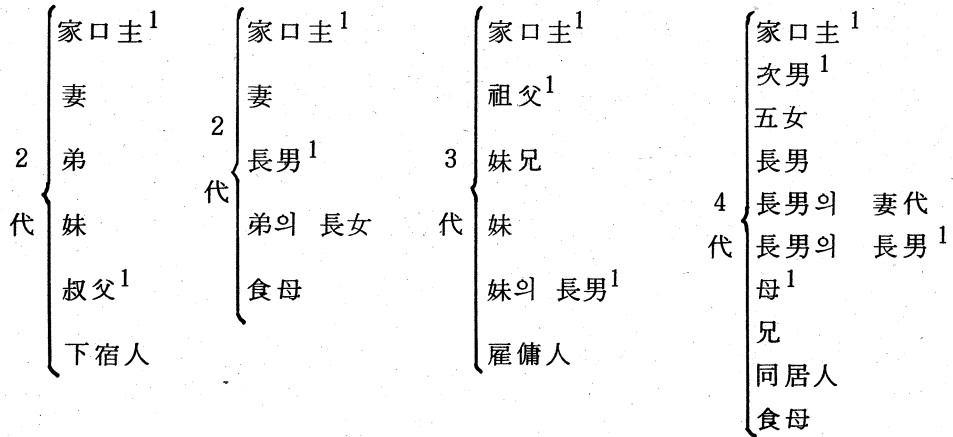 2代
家口主1
妻
弟
妹
叔父1
下宿人
2代
家口主1
妻
長男1
弟의 長女
食母
3代
家口主1
祖父1
妹兄
妹
妹의 長男1
雇傭人
4代
家口主1
次男1
五女
長男
長男의 妻代
長男의 長男1
母1
兄
同居人
食母